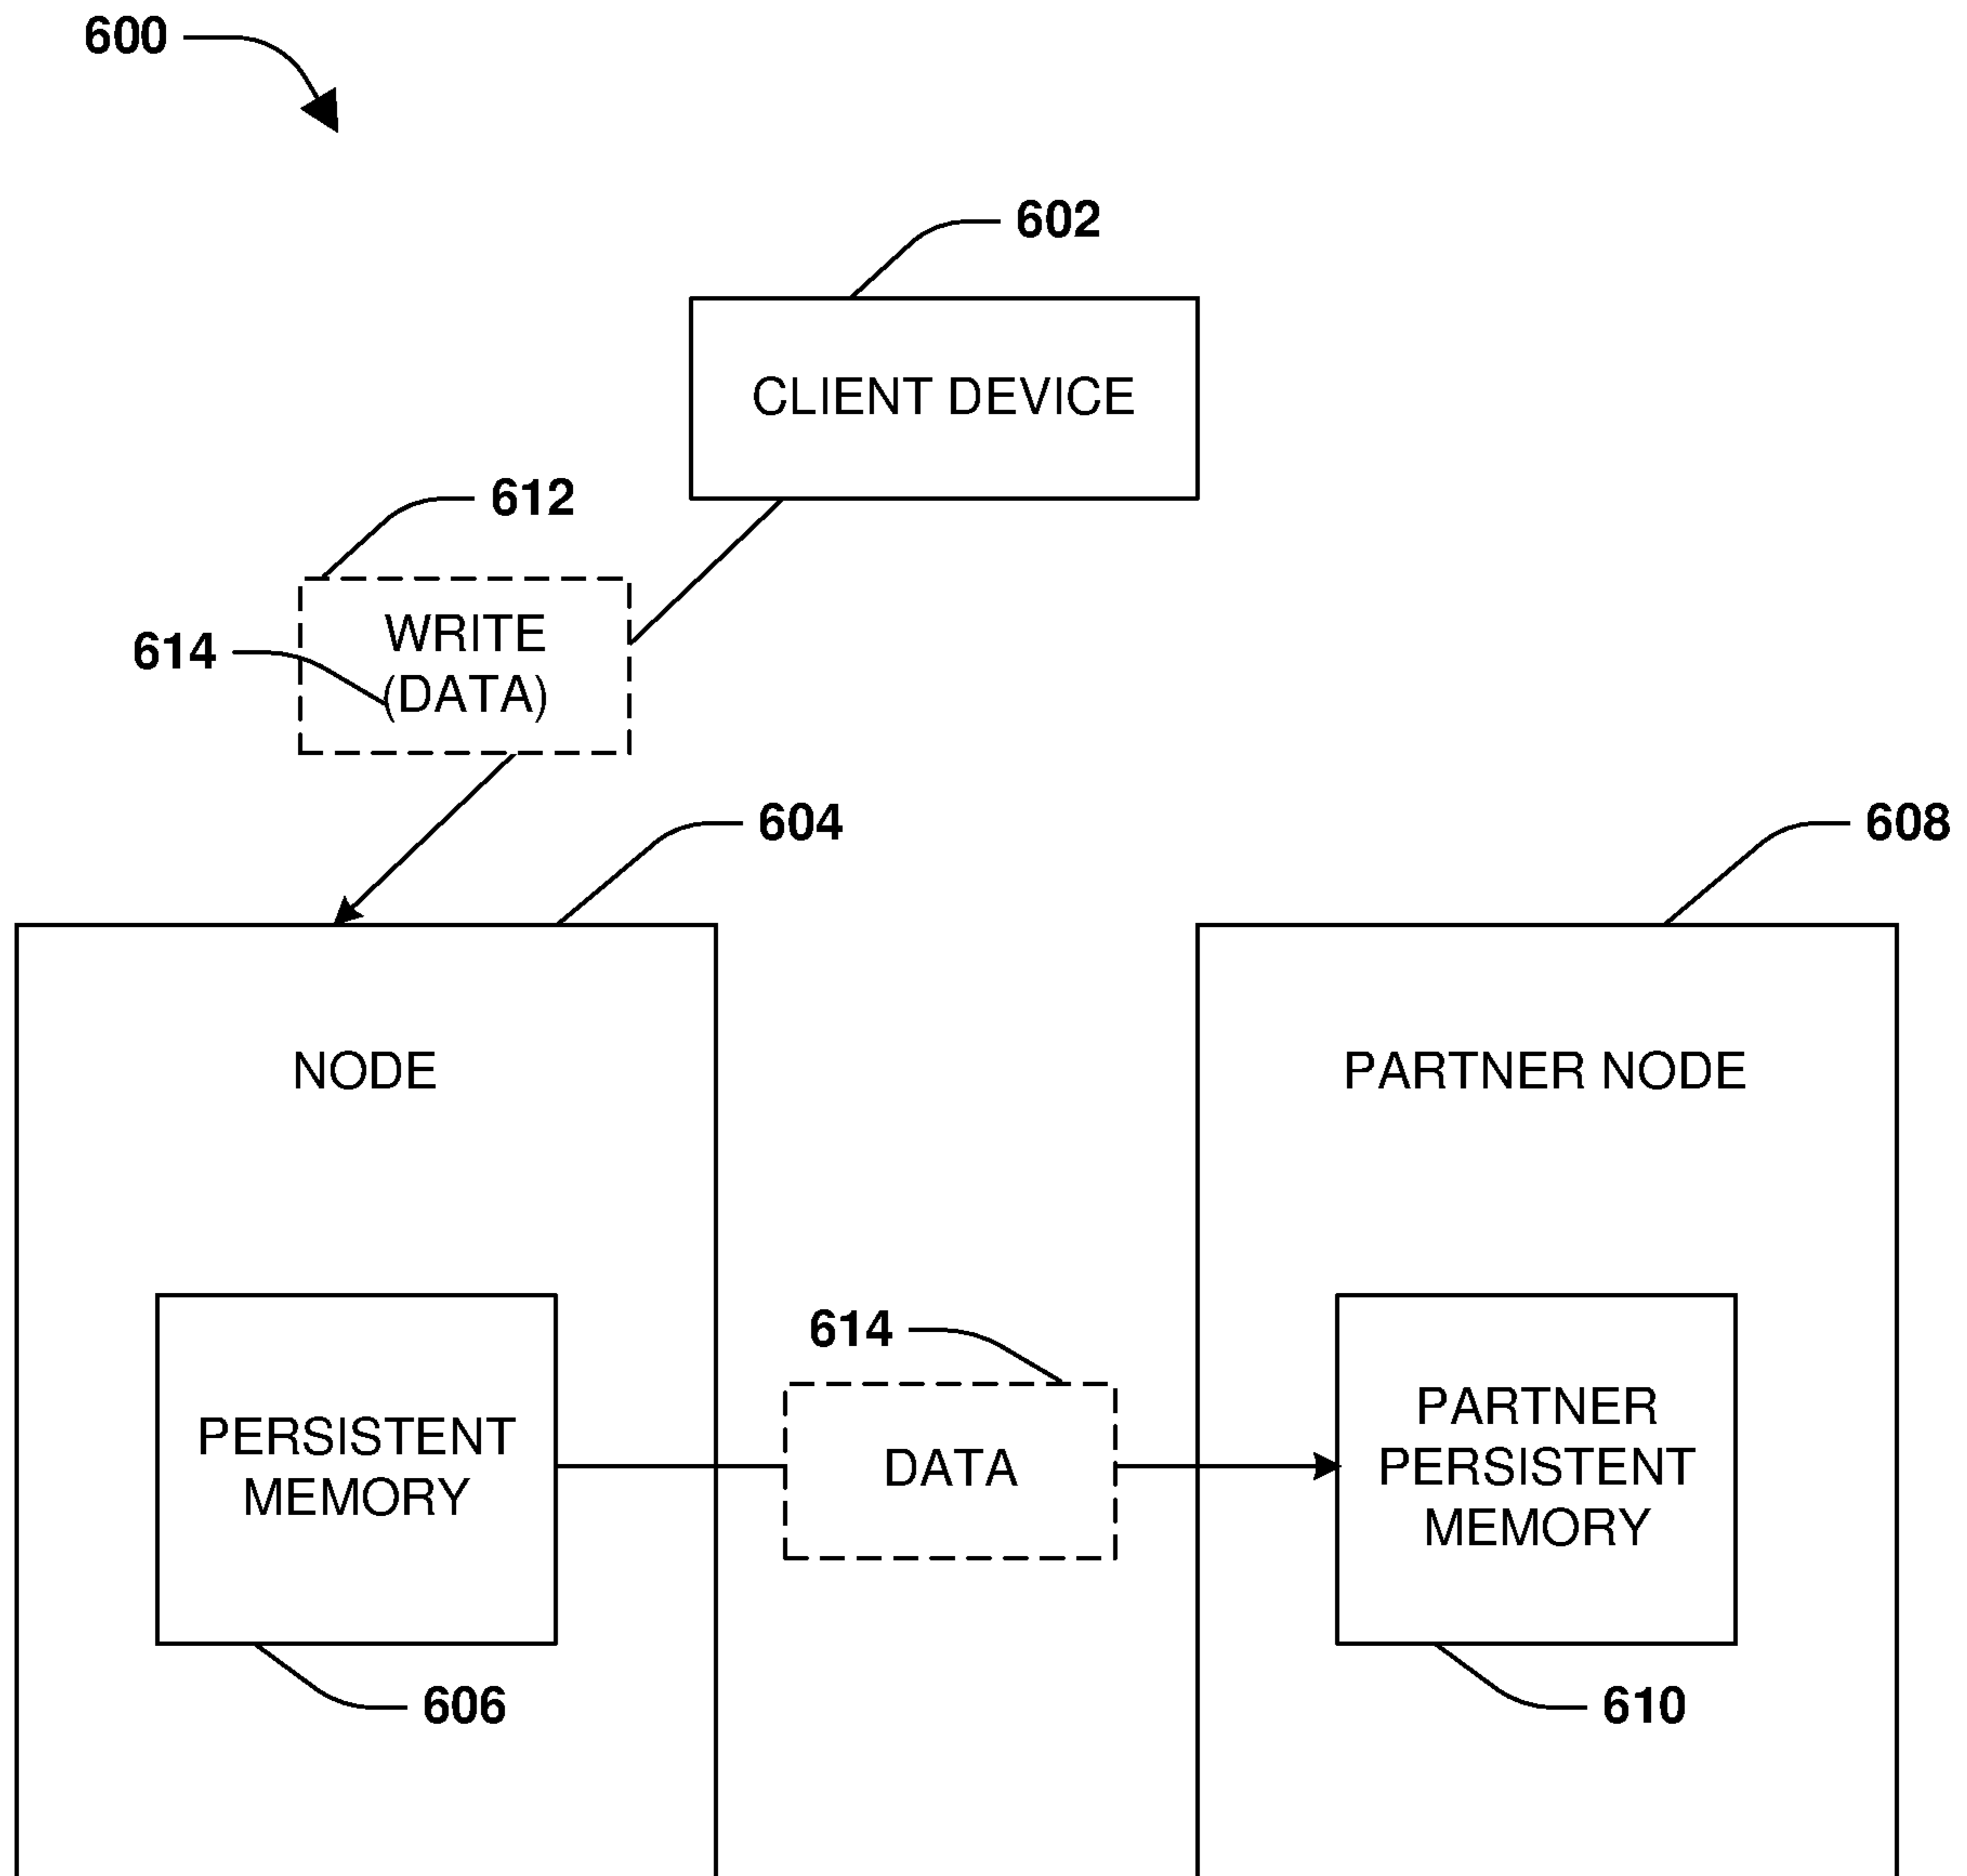 600
602
CLIENT DEVICE
612
WRITE
614
(DATA)
604
608
NODE
PARTNER NODE
614
PERSISTENT
MEMORY
DATA
PARTNER
PERSISTENT
MEMORY
606
610